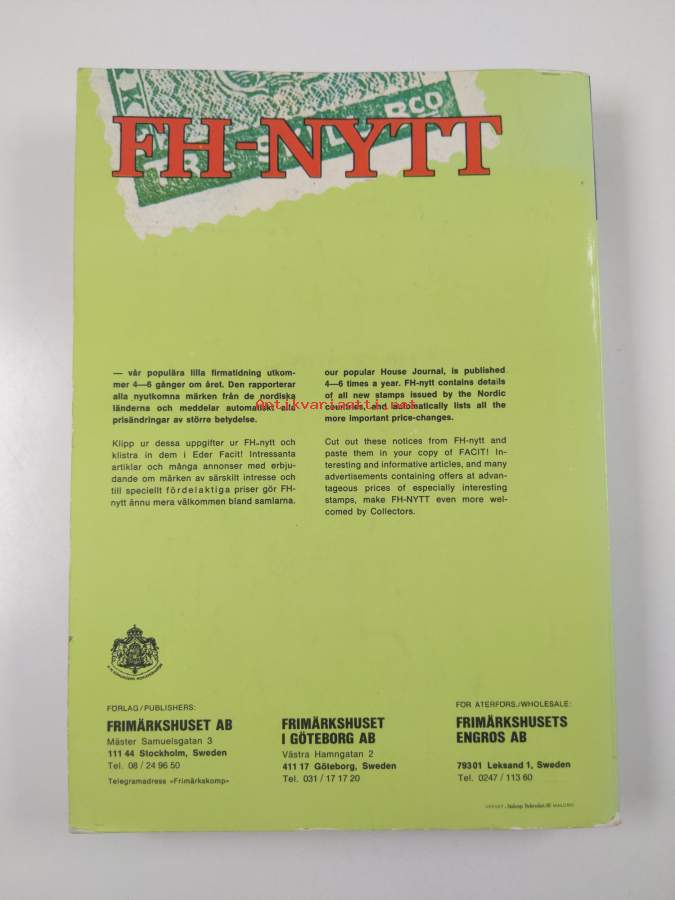 FH-NYTT
TRE SKILL. BCO
— vår populära lilla firmatidning utkom-
mer 4—6 gånger om året. Den rapporterar
alla nyutkomna märken från de nordiska
länderna och meddelar automatiskt alla
prisändringar av större belydelse.
Klipp ur dessa uppgifter ur FH-nytt och
klistra in dem i Eder Facit! Intressanta
artiklar och många annonser med erbju-
dande om märken av särskilt intresse och
till speciellt fördelaktiga priser gör FH-
nytt ännu mera välkommen bland samlarna.
our popular House Journal, is published
4—6 times a year. FH-nytt contains details
of all new stamps issued by the Nordic
countries, and automatically lists all the
more important price-changes.
Cut out these notices from FH-nytt and
paste them in your copy of FACIT! In-
teresting and informative articles, and many
advertisements containing offers at advan-
tageous prices of especially interesting
stamps, make FH-NYTT even more wel-
comed by Collectors.
Antikvariaatti.net
FÖRLAG/PUBLISHERS:
FRIMÄRKSHUSET AB
Mäster Samuelsgatan 3
111 44 Stockholm, Sweden
Tel. 08/24 96 50
Telegramadress »Frimärkskomp»
FRIMÄRKSHUSET
I GÖTEBORG AB
Västra Hamngatan 2
411 17 Göteborg, Sweden
Tel. 031/17 17 20
FÖR ÅTERFÖRS./WHOLESALE:
FRIMÄRKSHUSETS
ENGROS AB
79301 Leksand 1, Sweden
Tel. 0247/113 60